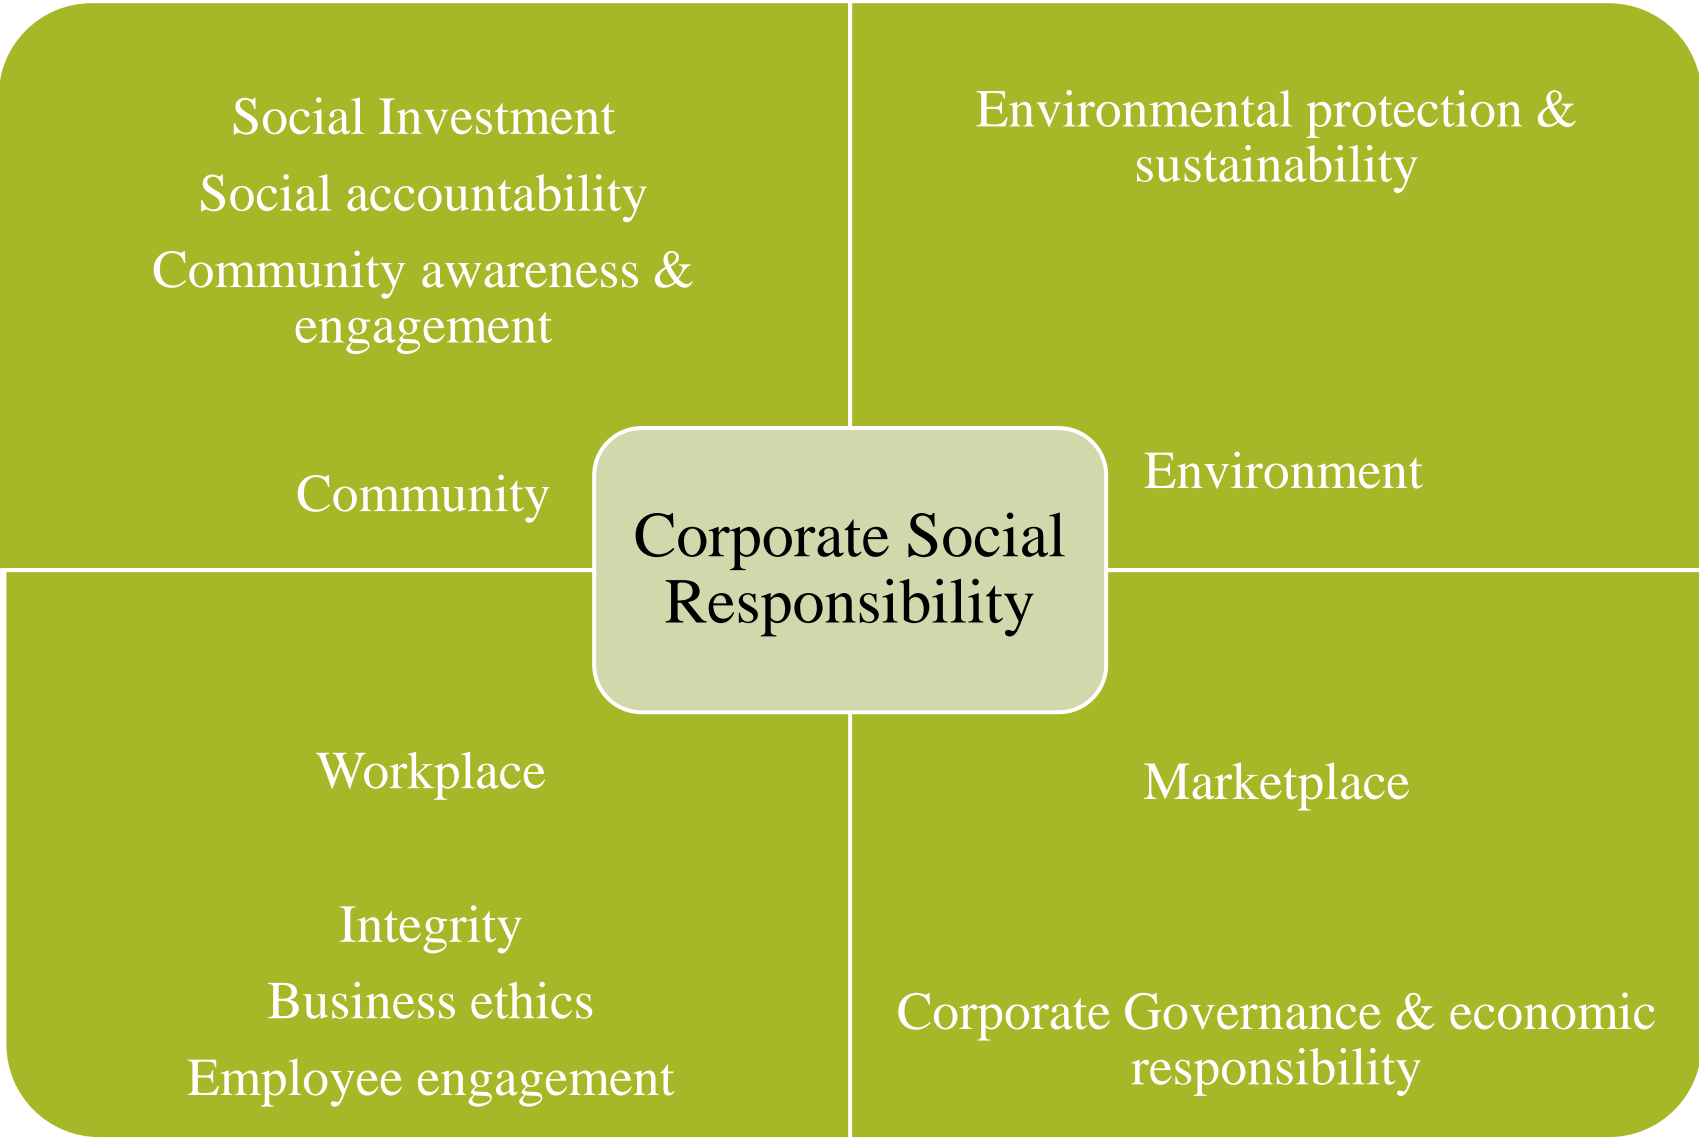 Social Investment
Social accountability
Community awareness &
engagement
Community
Environmental protection &
sustainability
Environment
Corporate Social
Responsibility
Workplace
Integrity
Business ethics
Employee engagement
Marketplace
Corporate Governance & economic
responsibility